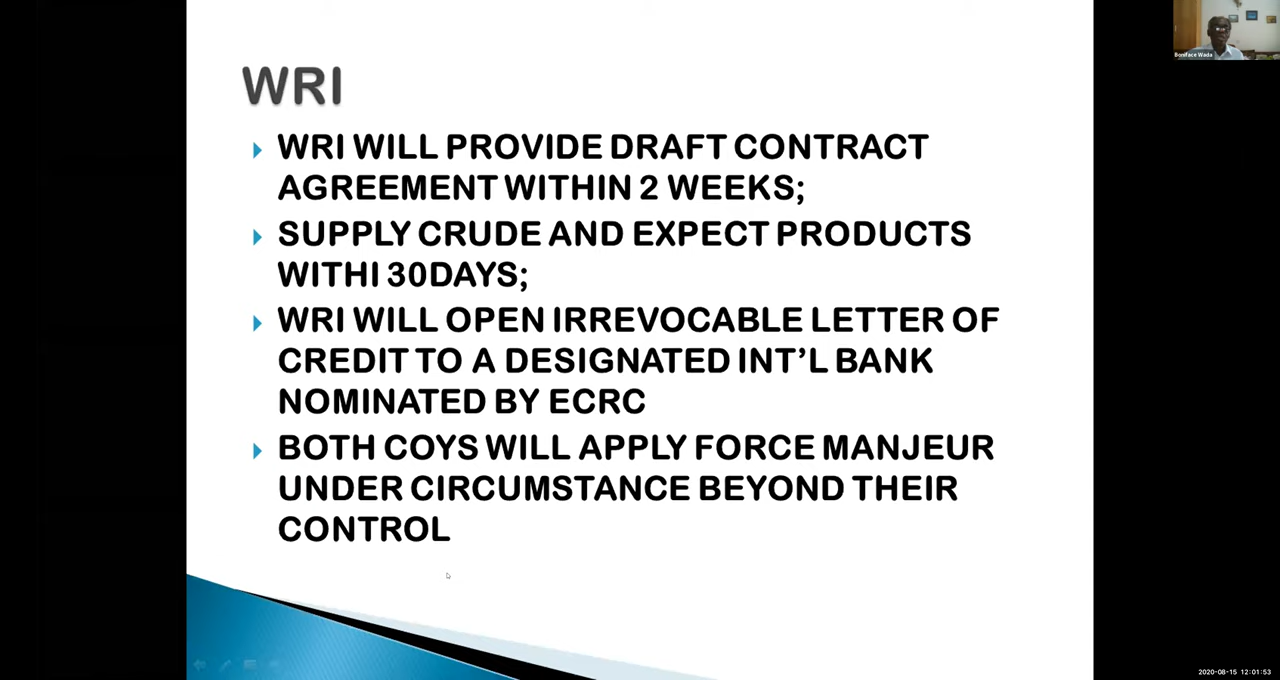 WRI
WRI WILL PROVIDE DRAFT CONTRACT
AGREEMENT WITHIN 2 WEEKS;
SUPPLY CRUDE AND EXPECT PRODUCTS
WITHI 30DAYS;
WRI WILL OPEN IRREVOCABLE LETTER OF
CREDIT TO A DESIGNATED INT'L BANK
NOMINATED BY ECRC
BOTH COYS WILL APPLY FORCE MANJEUR
UNDER CIRCUMSTANCE BEYOND THEIR
CONTROL
Boniface Wada
2020-08-15 12:01:53